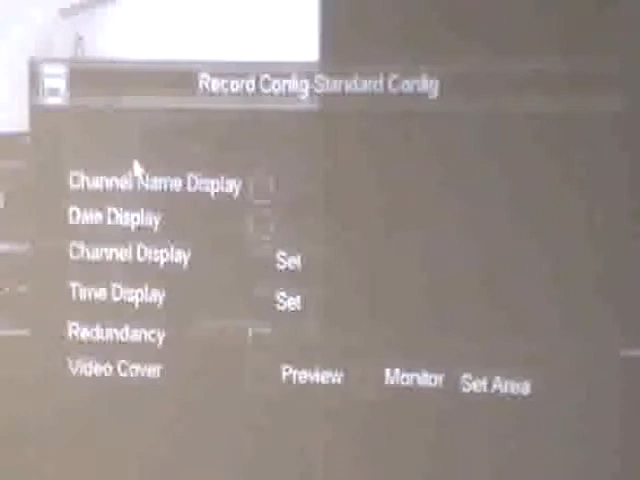 Record Config-Standard Config
Channel Name Display
Date Display
Channel Display Set
Time Display Set
Redundancy
Video Cover Preview Monitor Set Area